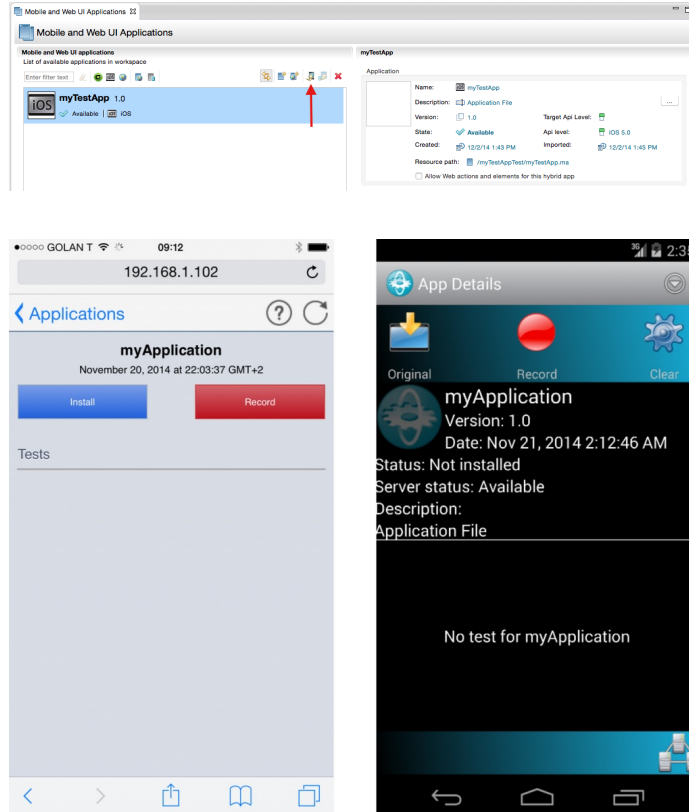 Mobile and Web UI Applications
Mobile and Web UI Applications
Mobile and Web UI applications
List of available applications in workspace
Enter filter text
iOS
myTestApp 1.0
Available | iOS
myTestApp
Application
Name: myTestApp
Description: Application File
...
Version: 1.0 Target Api Level:
State: Available Api level: iOS 5.0
Created: 12/2/14 1:43 PM Imported: 12/2/14 1:45 PM
Resource path: /myTestAppTest/myTestApp.ma
Allow Web actions and elements for this hybrid app
GOLAN T 09:12
192.168.1.102
Applications ?
myApplication
November 20, 2014 at 22:03:37 GMT+2
Install Record
Tests
3G 2:35
App Details
Original Record Clear
myApplication
Version: 1.0
Date: Nov 21, 2014 2:12:46 AM
Status: Not installed
Server status: Available
Description:
Application File
No test for myApplication